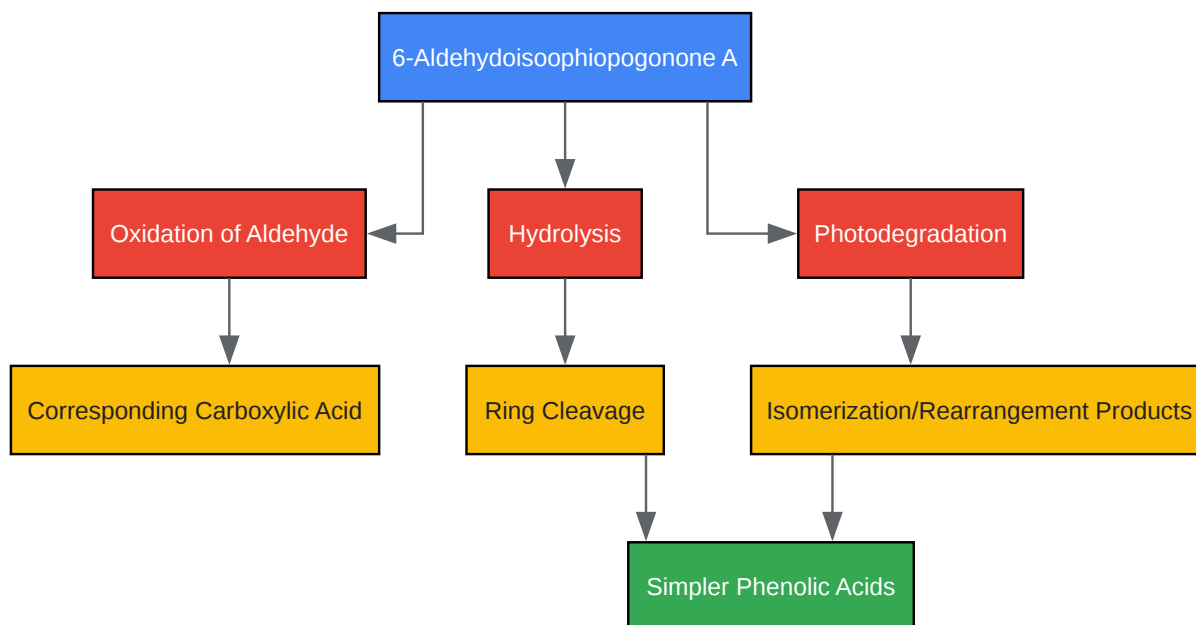 6-Aldehydoisoophiopogonone A
Oxidation of Aldehyde
Hydrolysis
Photodegradation
Corresponding Carboxylic Acid
Ring Cleavage
Isomerization/Rearrangement Products
Simpler Phenolic Acids